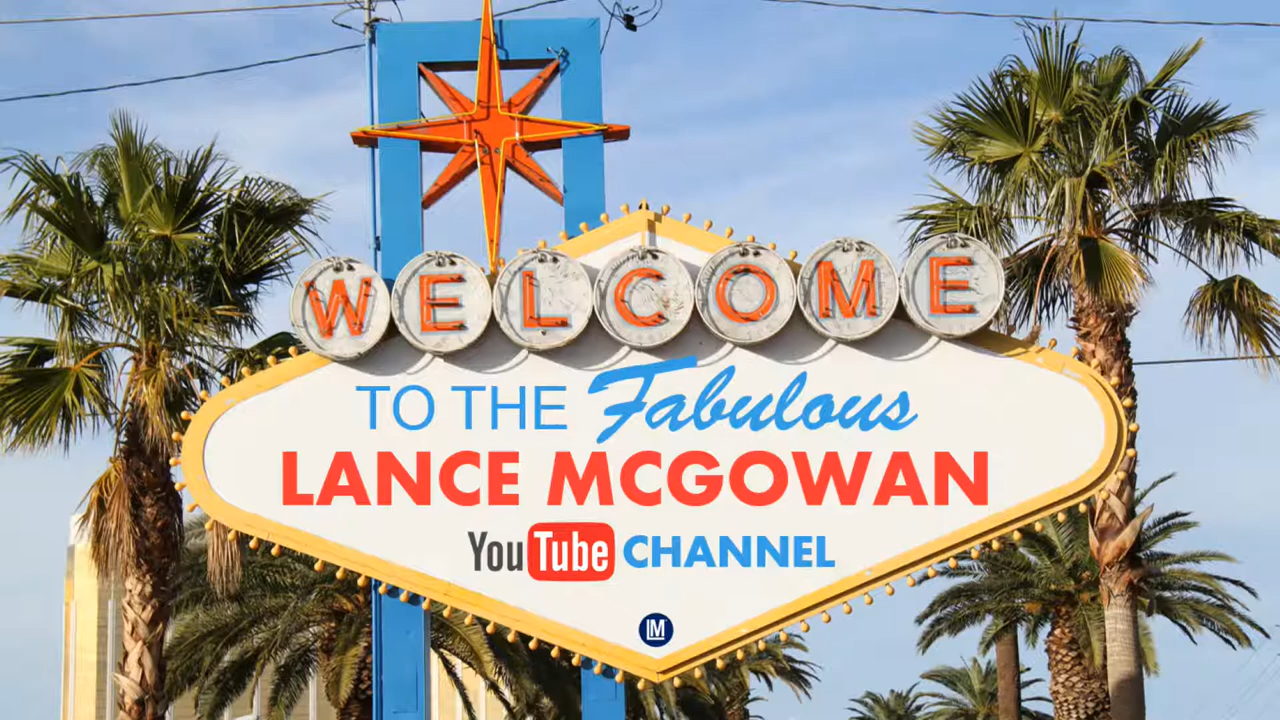 WELCOME
TO THE Fabulous
LANCE MCGOWAN
YouTube CHANNEL
LM